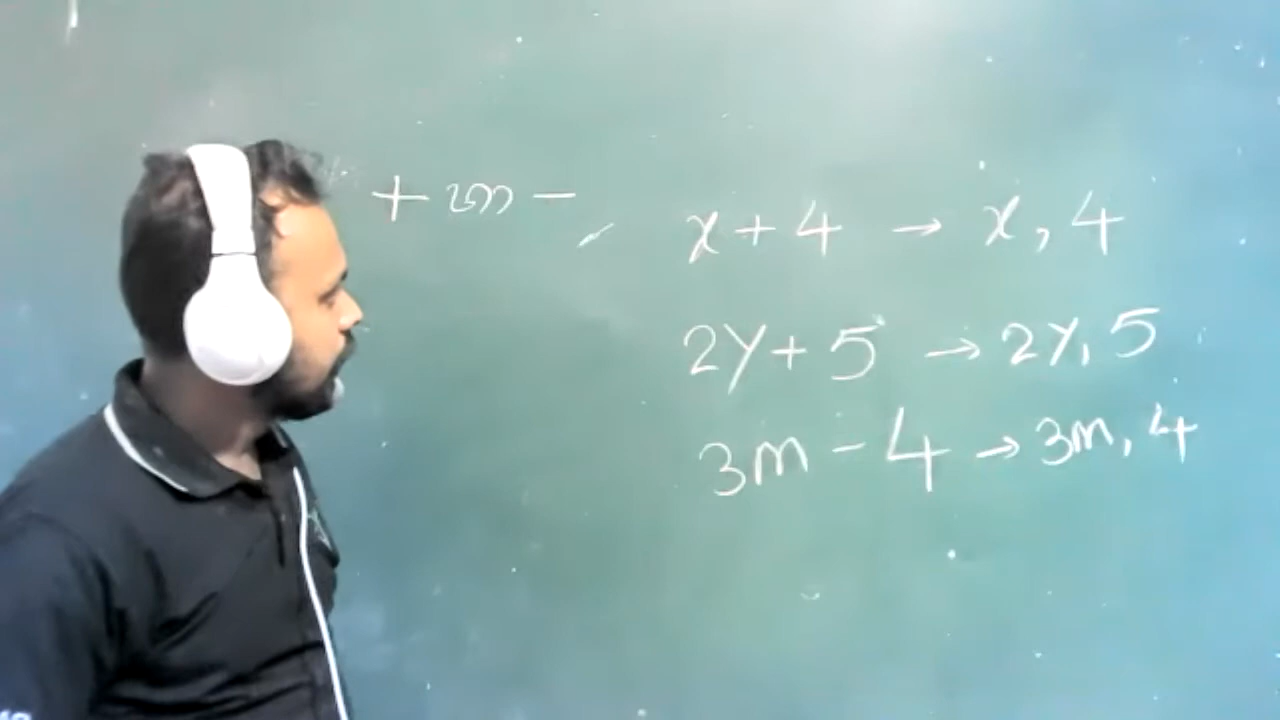 + −
x + 4 → x, 4
2y + 5 → 2y, 5
3m − 4 → 3m, 4